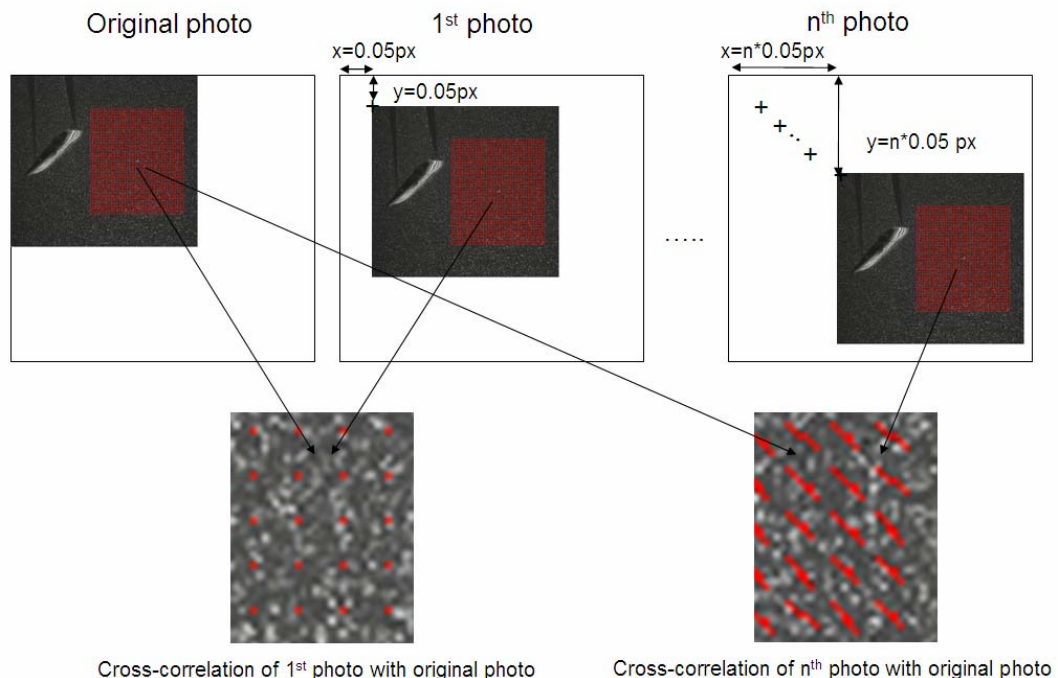 Original photo
1st photo
nth photo
x=0.05px
x=n*0.05px
y=0.05px
y=n*0.05 px
.....
Cross-correlation of 1st photo with original photo
Cross-correlation of nth photo with original photo